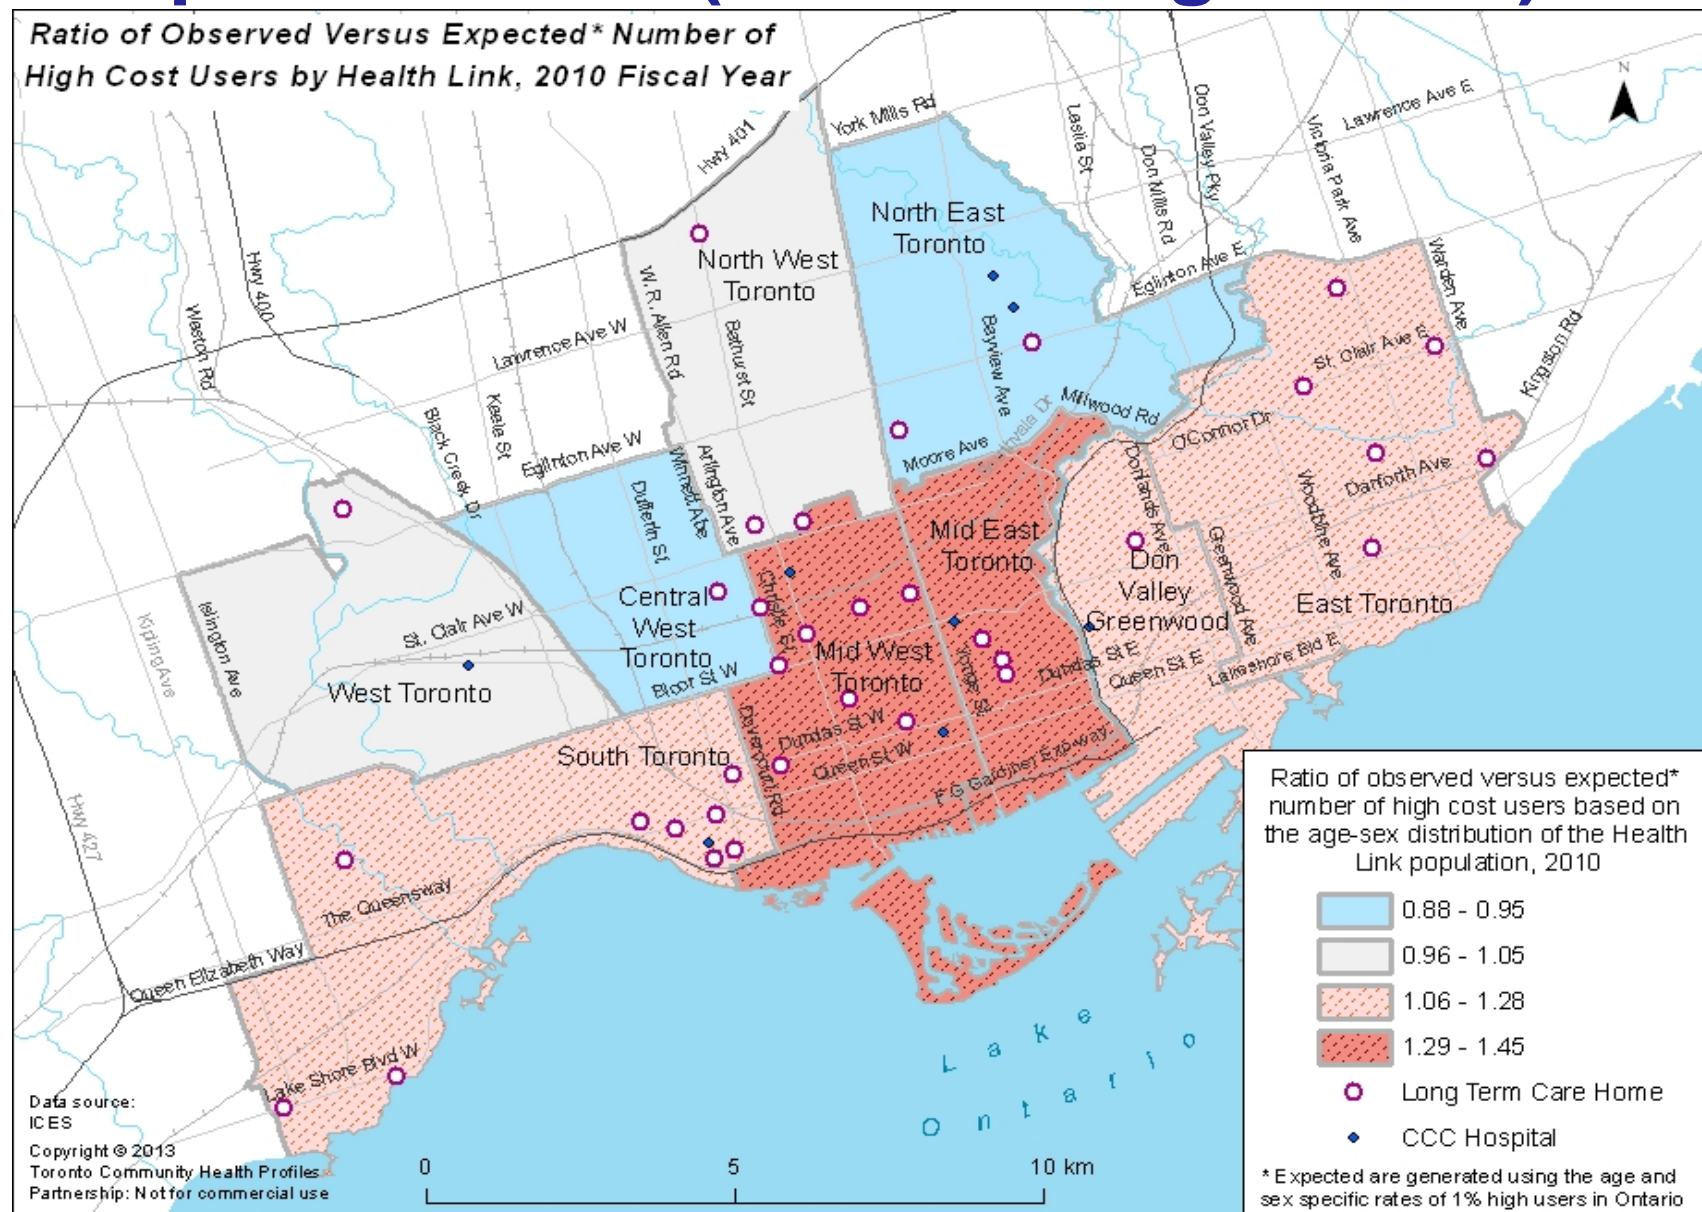 Ratio of Observed Versus Expected* Number of
High Cost Users by Health Link, 2010 Fiscal Year
N
York Mills Rd
Hwy 401
Leslie St
Don Mills Rd
Don Valley Pky
Victoria Park Ave
Lawrence Ave E
North East
Toronto
North West
Toronto
Hwy 400
Weston Rd
W. R. Allen Rd
Bathurst St
Bayview Ave
Eglinton Ave E
Warden Ave
Kingston Rd
St. Clair Ave E
Lawrence Ave W
Black Creek Dr
Keele St
Eglinton Ave W
Millwood Rd
O'Connor Dr
Moore Ave
Arlington Ave
Winnett Abe
Dufferin St
Donlands Ave
Danforth Ave
Woodbine Ave
Greenwood Ave
Mid East
Toronto
Don
Valley
Greenwood
East Toronto
Central
West
Toronto
Christie St
Mid West
Toronto
Yonge St
Kipling Ave
Islington Ave
St. Clair Ave W
West Toronto
Bloor St W
Dundas St E
Queen St E
Lakeshore Bld E
South Toronto
Dovercourt Rd
Dundas St W
Queen St W
F G Gardiner Expway
Hwy 427
The Queensway
Queen Elizabeth Way
Lake Shore Blvd W
Lake
Ontario
Ratio of observed versus expected*
number of high cost users based on
the age-sex distribution of the Health
Link population, 2010
0.88 - 0.95
0.96 - 1.05
1.06 - 1.28
1.29 - 1.45
Long Term Care Home
CCC Hospital
* Expected are generated using the age and
sex specific rates of 1% high users in Ontario
Data source:
ICES
Copyright © 2013
Toronto Community Health Profiles
Partnership: Not for commercial use
0 5 10 km